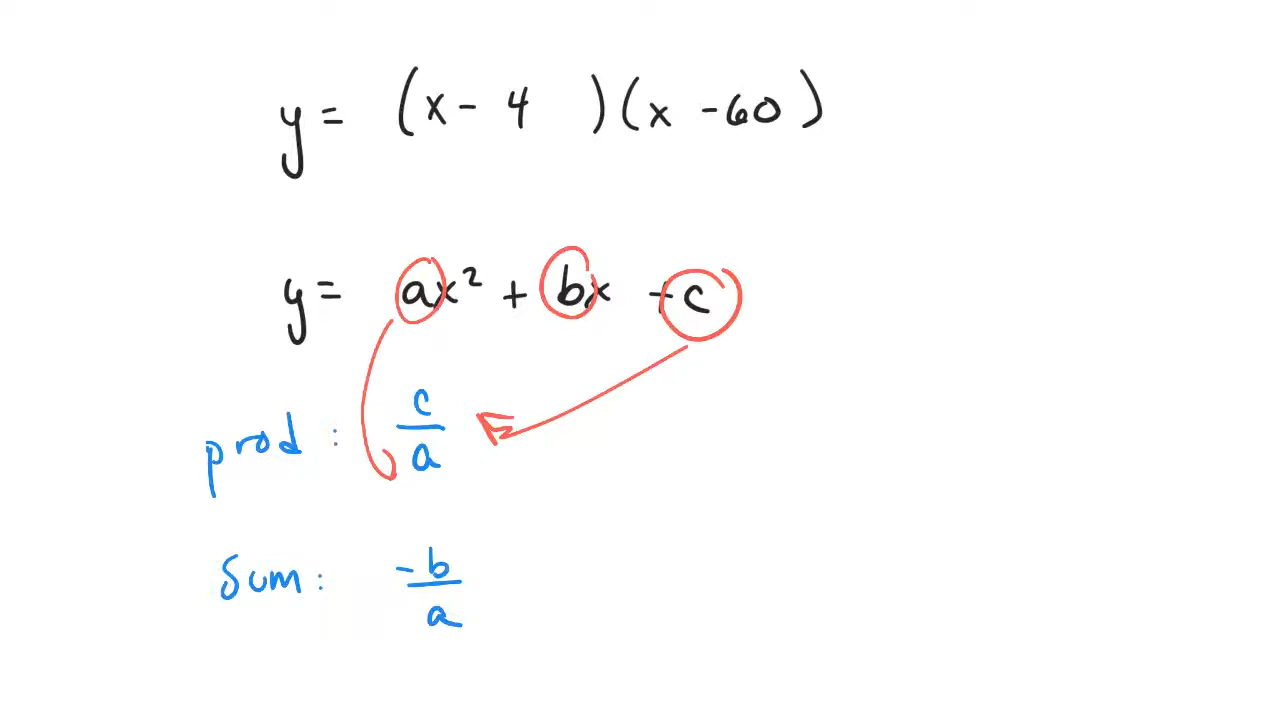 y = (x - 4 )(x - 60)
y = ax² + bx + c
prod : c/a
sum : -b/a